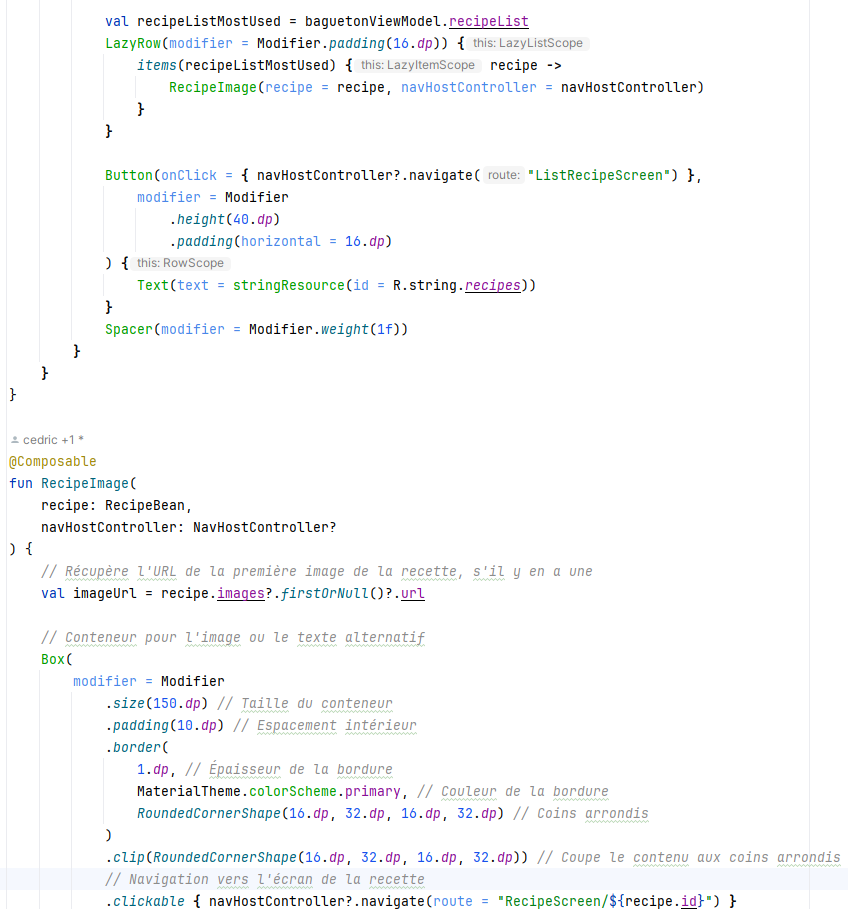 val recipeListMostUsed = baguetonViewModel.recipeList
LazyRow(modifier = Modifier.padding(16.dp)) { this: LazyListScope
items(recipeListMostUsed) { this: LazyItemScope recipe ->
RecipeImage(recipe = recipe, navHostController = navHostController)
}
}
Button(onClick = { navHostController?.navigate( route: "ListRecipeScreen") },
modifier = Modifier
.height(40.dp)
.padding(horizontal = 16.dp)
) { this: RowScope
Text(text = stringResource(id = R.string.recipes))
}
Spacer(modifier = Modifier.weight(1f))
}
}
}
cedric +1 *
@Composable
fun RecipeImage(
recipe: RecipeBean,
navHostController: NavHostController?
) {
// Récupère l'URL de la première image de la recette, s'il y en a une
val imageUrl = recipe.images?.firstOrNull()?.url
// Conteneur pour l'image ou le texte alternatif
Box(
modifier = Modifier
.size(150.dp) // Taille du conteneur
.padding(10.dp) // Espacement intérieur
.border(
1.dp, // Épaisseur de la bordure
MaterialTheme.colorScheme.primary, // Couleur de la bordure
RoundedCornerShape(16.dp, 32.dp, 16.dp, 32.dp) // Coins arrondis
)
.clip(RoundedCornerShape(16.dp, 32.dp, 16.dp, 32.dp)) // Coupe le contenu aux coins arrondis
// Navigation vers l'écran de la recette
.clickable { navHostController?.navigate(route = "RecipeScreen/${recipe.id}") }